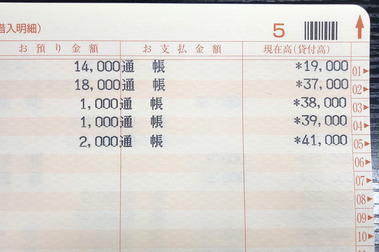 借入明細) 5
お預り金額 お支払金額 現在高(貸付高)
14,000通 帳 *19,000 01
18,000通 帳 *37,000 02
1,000通 帳 *38,000 03
1,000通 帳 *39,000 04
2,000通 帳 *41,000 05
06
07
08
09
10